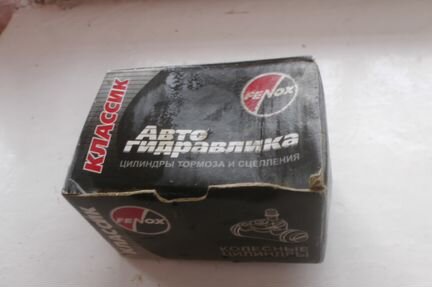 КЛАССИК
FENOX
Авто
гидравлика
ЦИЛИНДРЫ ТОРМОЗА И СЦЕПЛЕНИЯ
FENOX
КЛАССИК
КОЛЕСНЫЕ
ЦИЛИНДРЫ